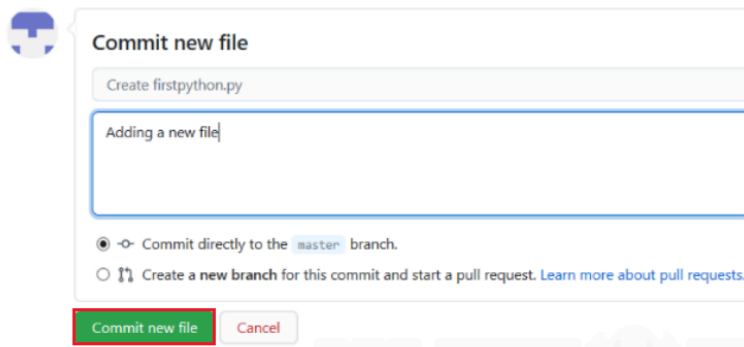 Commit new file
Create firstpython.py
Adding a new file
Commit directly to the master branch.
Create a new branch for this commit and start a pull request. Learn more about pull requests.
Commit new file Cancel